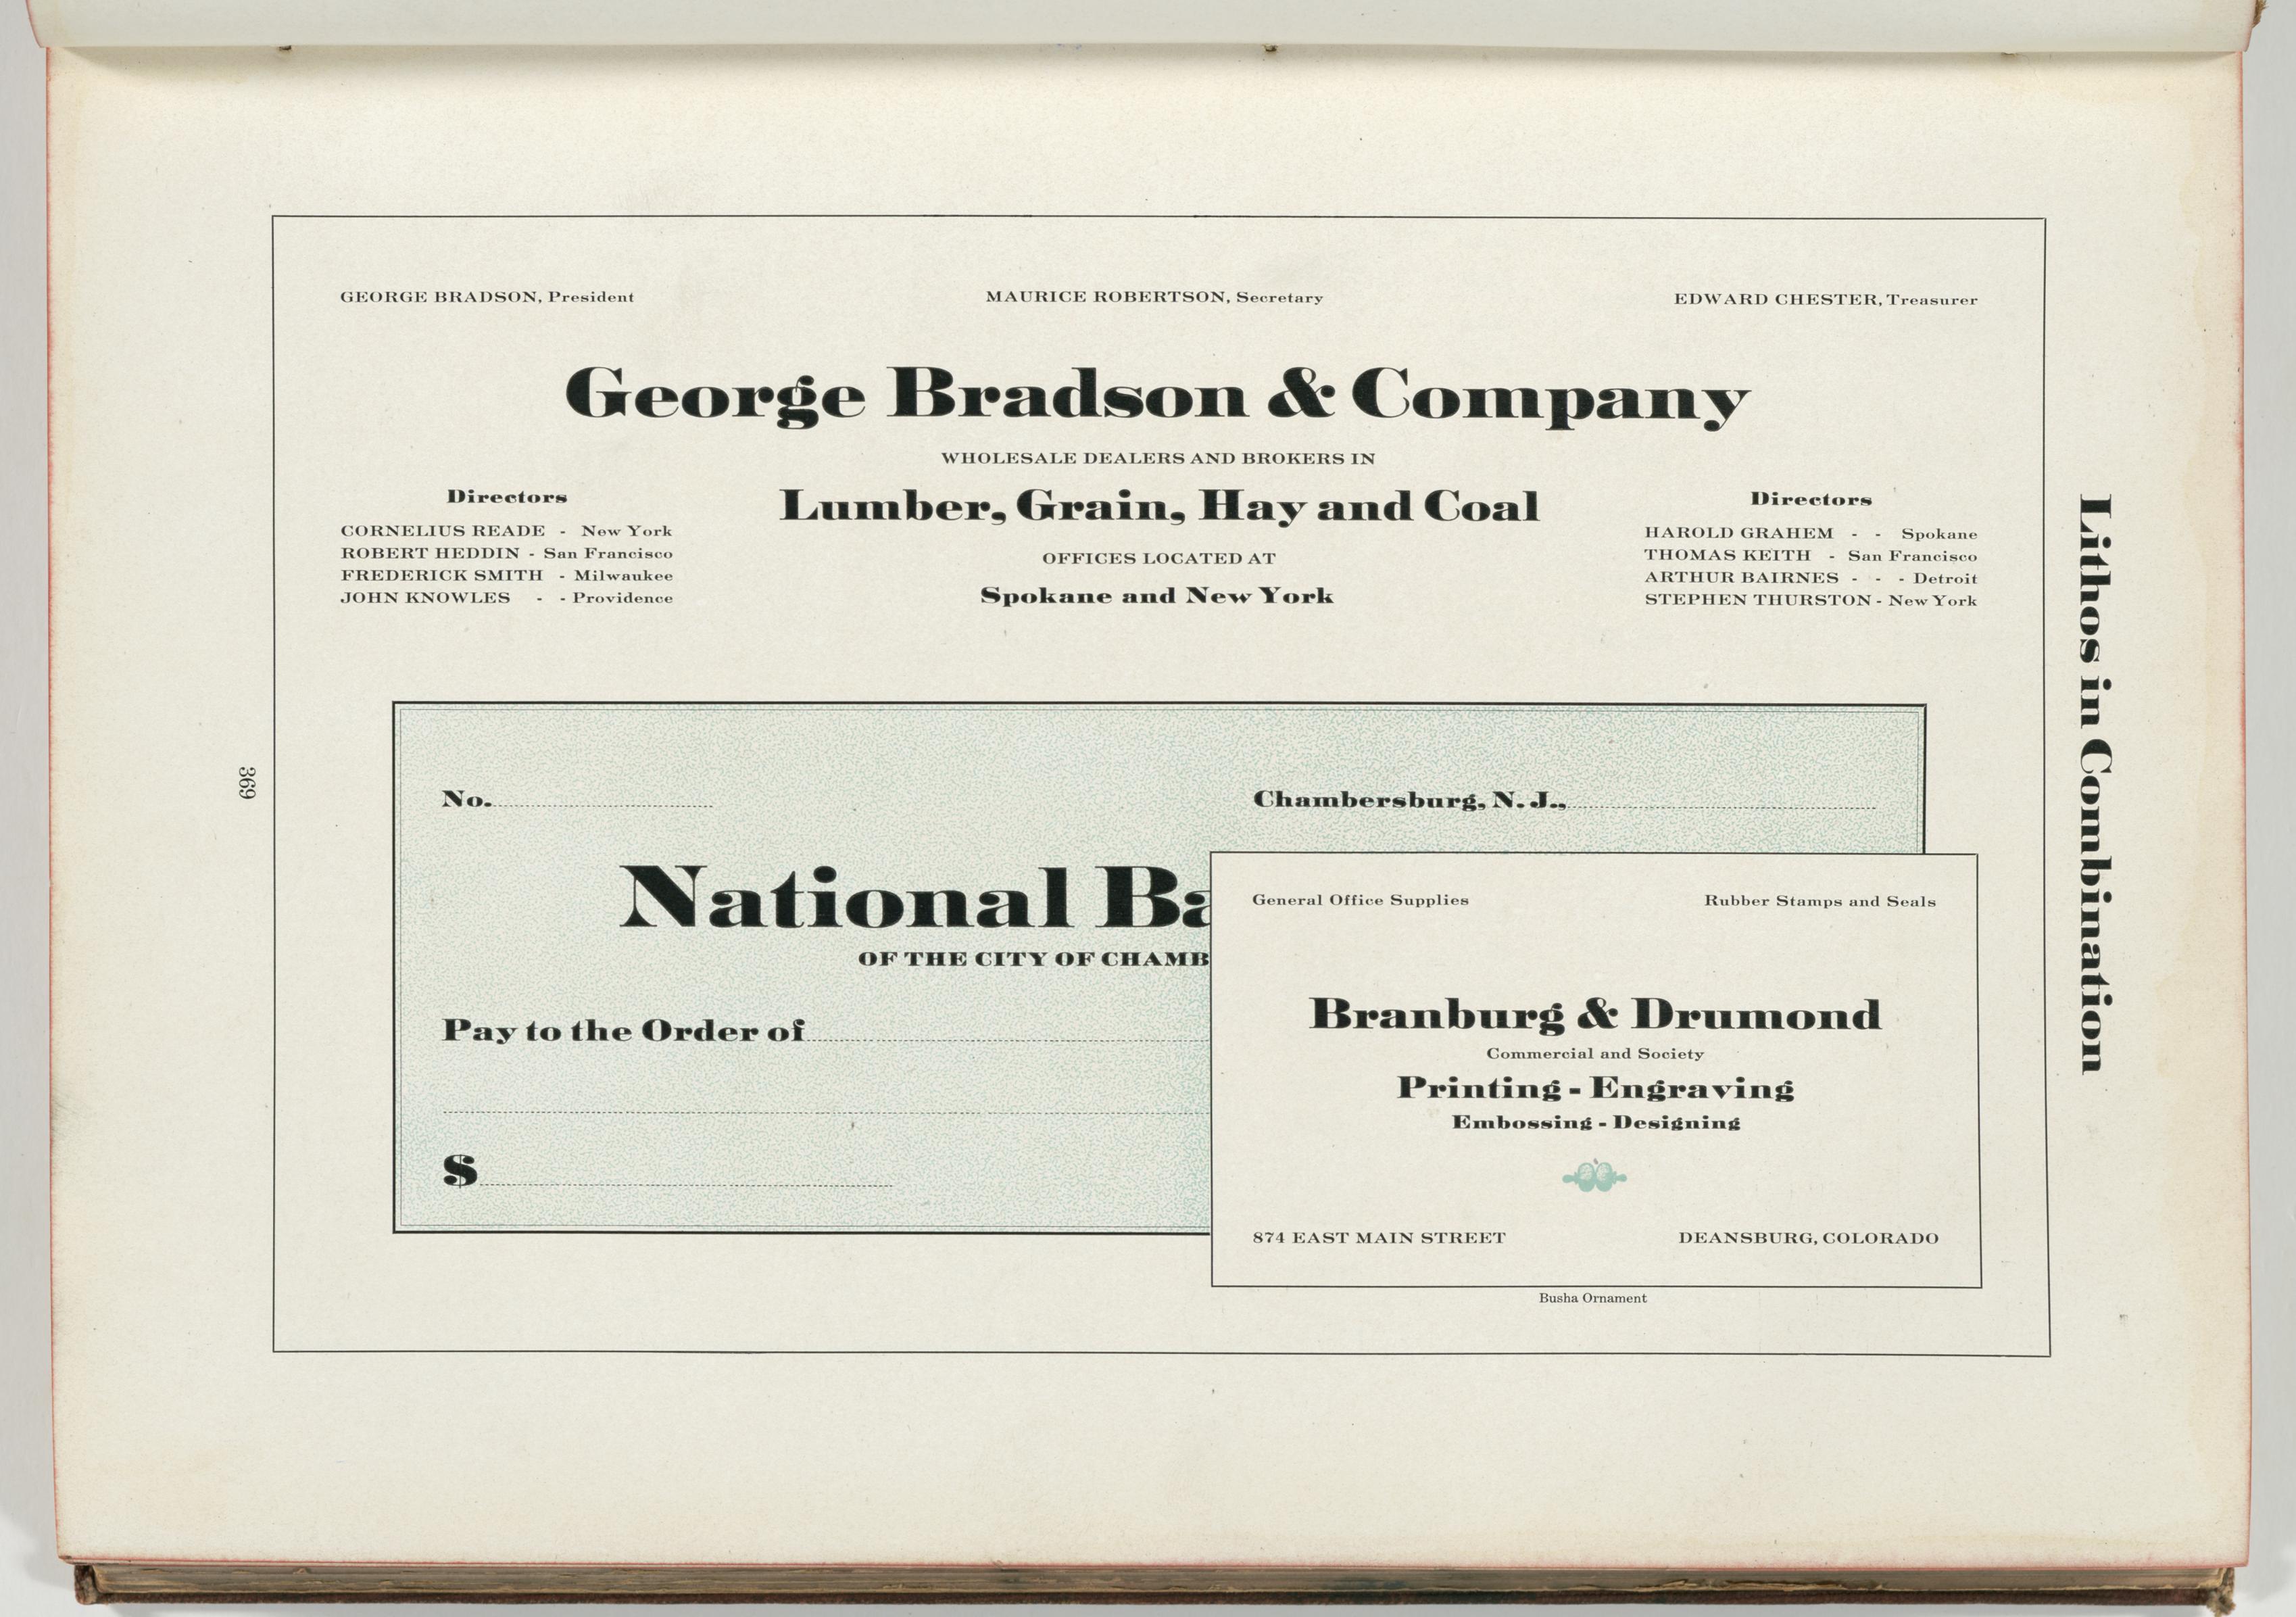 GEORGE BRADSON, President
MAURICE ROBERTSON, Secretary
EDWARD CHESTER, Treasurer
George Bradson & Company
WHOLESALE DEALERS AND BROKERS IN
Lumber, Grain, Hay and Coal
OFFICES LOCATED AT
Spokane and New York
Directors
CORNELIUS READE - New York
ROBERT HEDDIN - San Francisco
FREDERICK SMITH - Milwaukee
JOHN KNOWLES - - Providence
Directors
HAROLD GRAHEM - - Spokane
THOMAS KEITH - San Francisco
ARTHUR BAIRNES - - - Detroit
STEPHEN THURSTON - New York
No.
Chambersburg, N. J.,
National Ba
OF THE CITY OF CHAMB
Pay to the Order of
$
General Office Supplies
Rubber Stamps and Seals
Branburg & Drumond
Commercial and Society
Printing - Engraving
Embossing - Designing
874 EAST MAIN STREET
DEANSBURG, COLORADO
Busha Ornament
Lithos in Combination
369